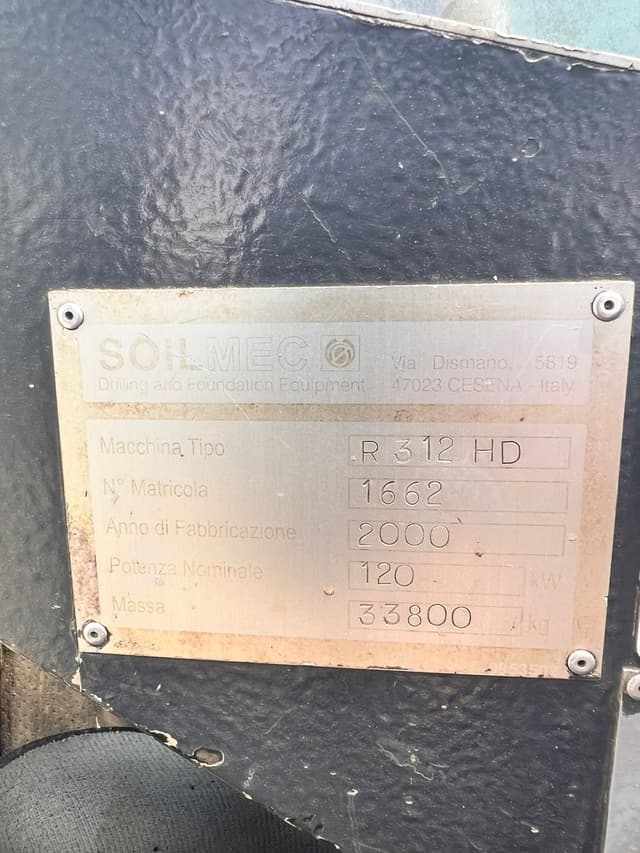 SOILMEC
Drilling and Foundation Equipment
Via Dismano, 5819
47023 CESENA - Italy
Macchina Tipo R 312 HD
N° Matricola 1662
Anno di Fabbricazione 2000
Potenza Nominale 120 kW
Massa 33800 kg